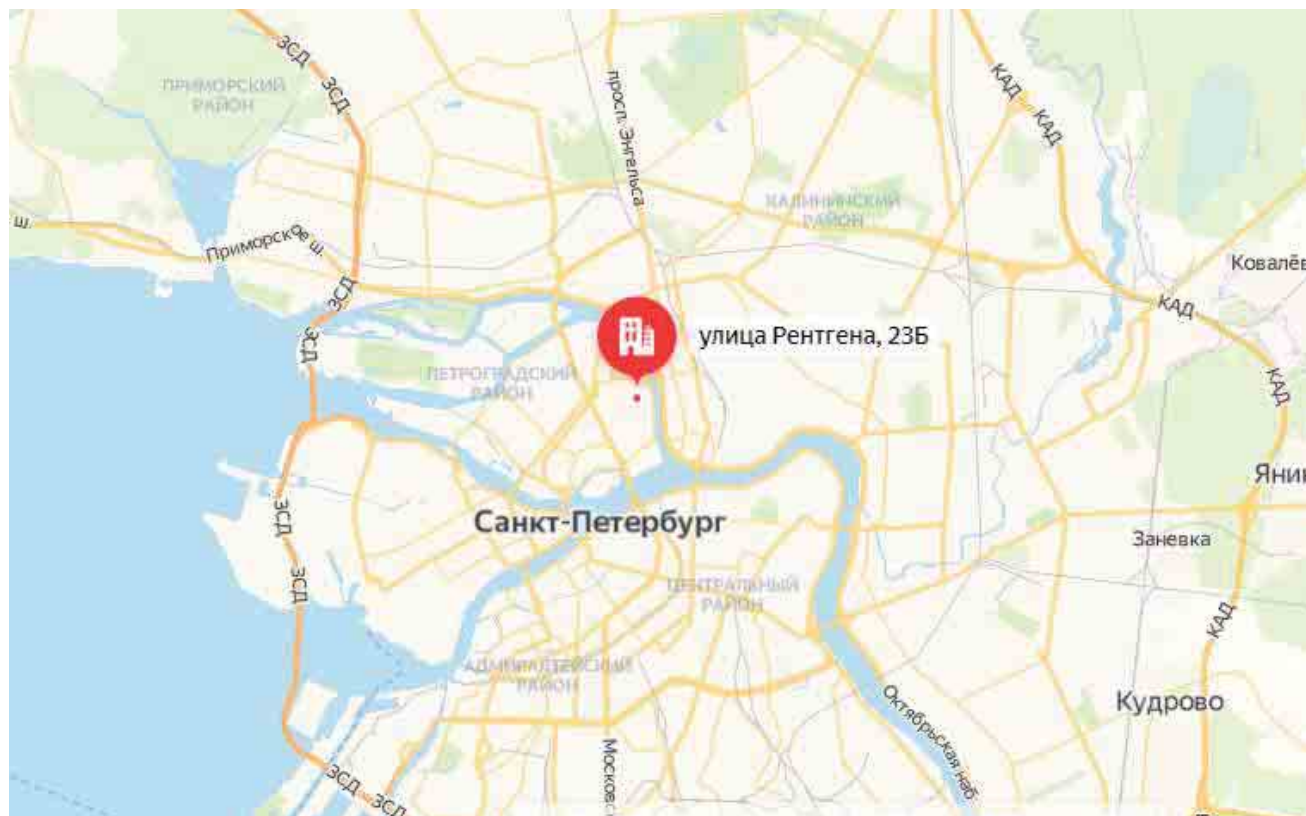 ЗСД
ЗСД
КАД
КАД
ПРИМОРСКИЙ
РАЙОН
просп. Энгельса
КАЛИНИНСКИЙ
РАЙОН
ш.
Приморское ш.
Ковалёв
ЗСД
КАД
ЗСД
улица Рентгена, 23Б
ПЕТРОГРАДСКИЙ
РАЙОН
КАД
Янин
ЗСД
Санкт-Петербург
Заневка
ЗСД
ЦЕНТРАЛЬНЫЙ
РАЙОН
КАД
АДМИРАЛТЕЙСКИЙ
РАЙОН
Кудрово
Октябрьская наб
Москов
ЗСД
ЗСД